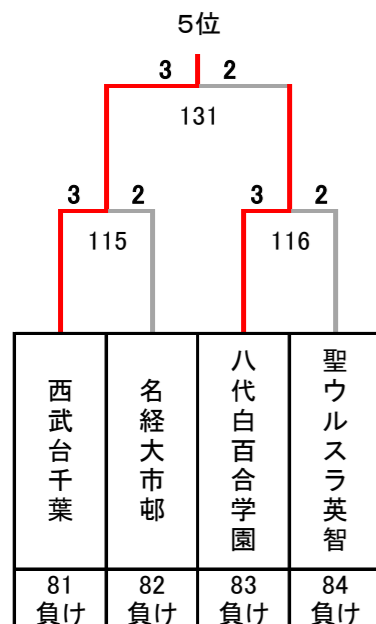 5位
3 2
131
3 2 3 2
115 116
西武台千葉
名経大市邨
八代白百合学園
聖ウルスラ英智
81 82 83 84
負け 負け 負け 負け